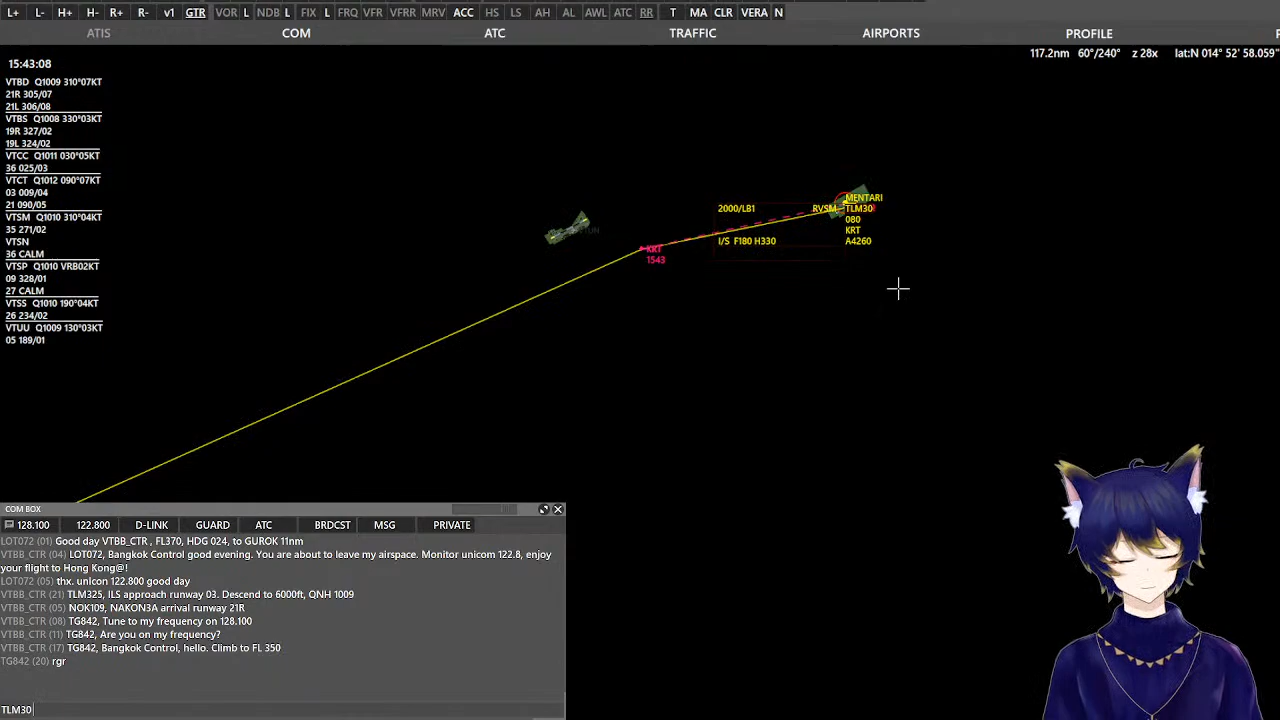 L+ L- H+ H- R+ R- v1 GTR VOR L NDB L FIX L FRQ VFR VFRR MRV ACC HS LS AH AL AWL ATC RR T MA CLR VERA N
ATIS COM ATC TRAFFIC AIRPORTS PROFILE
117.2nm 60°/240° z 28x lat:N 014° 52' 58.059"
15:43:08
VTBD Q1009 310°07KT
21R 305/07
21L 306/08
VTBS Q1008 330°03KT
19R 327/02
19L 324/02
VTCC Q1011 030°05KT
36 025/03
VTCT Q1012 090°07KT
03 009/04
21 090/05
VTSM Q1010 310°04KT
35 271/02
VTSN
36 CALM
VTSP Q1010 VRB02KT
09 328/01
27 CALM
VTSS Q1010 190°04KT
26 234/02
VTUU Q1009 130°03KT
05 189/01
MENTARI
2000/LB1 RVSM TLM30
080
KRT
I/S F180 H330 A4260
KRT
1543
COM BOX
128.100 122.800 D-LINK GUARD ATC BRDCST MSG PRIVATE
LOT072 (01) Good day VTBB_CTR , FL370, HDG 024, to GUROK 11nm
VTBB_CTR (04) LOT072, Bangkok Control good evening. You are about to leave my airspace. Monitor unicom 122.8, enjoy
your flight to Hong Kong@!
LOT072 (05) thx. unIcon 122.800 good day
VTBB_CTR (21) TLM325, ILS approach runway 03. Descend to 6000ft, QNH 1009
VTBB_CTR (05) NOK109, NAKON3A arrival runway 21R
VTBB_CTR (08) TG842, Tune to my frequency on 128.100
VTBB_CTR (11) TG842, Are you on my frequency?
VTBB_CTR (17) TG842, Bangkok Control, hello. Climb to FL 350
TG842 (20) rgr
TLM30